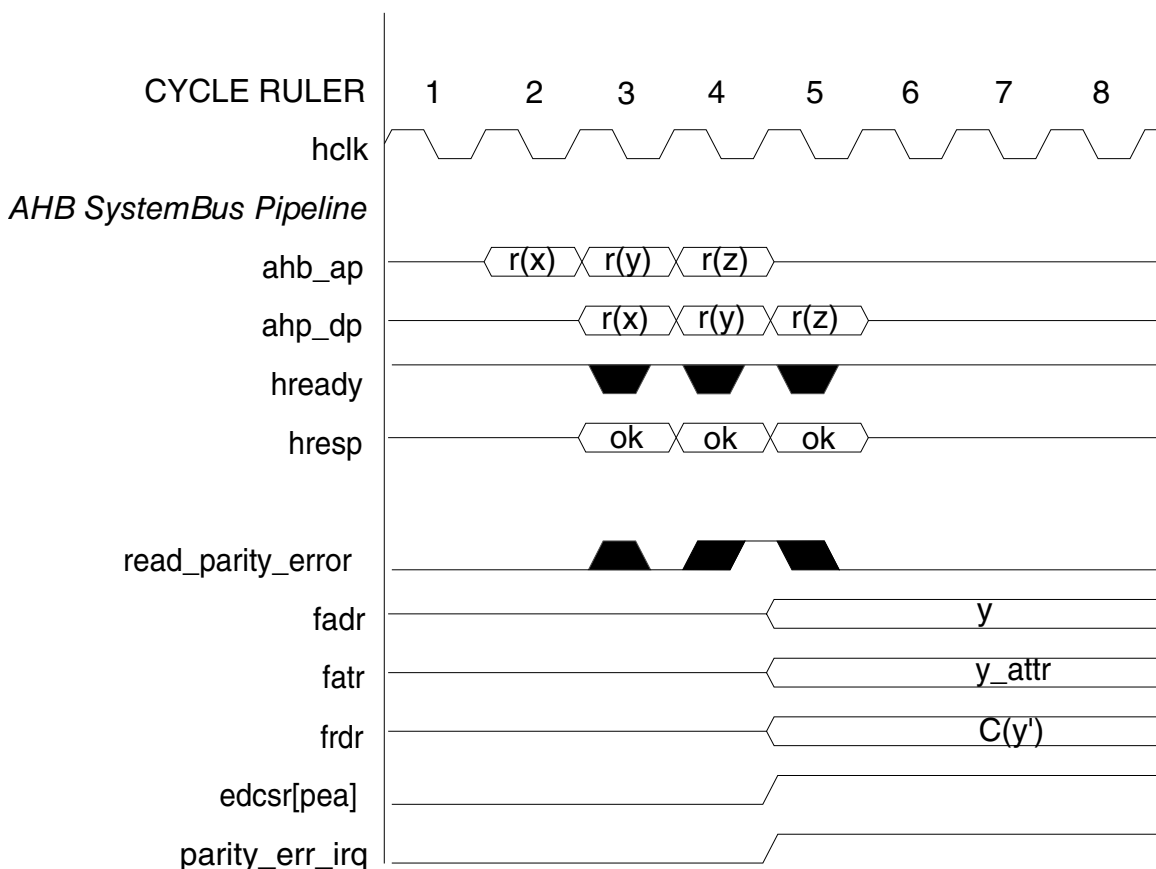 CYCLE RULER 1 2 3 4 5 6 7 8
hclk
AHB SystemBus Pipeline
ahb_ap r(x) r(y) r(z)
ahp_dp r(x) r(y) r(z)
hready
hresp ok ok ok
read_parity_error
fadr y
fatr y_attr
frdr C(y')
edcsr[pea]
parity_err_irq